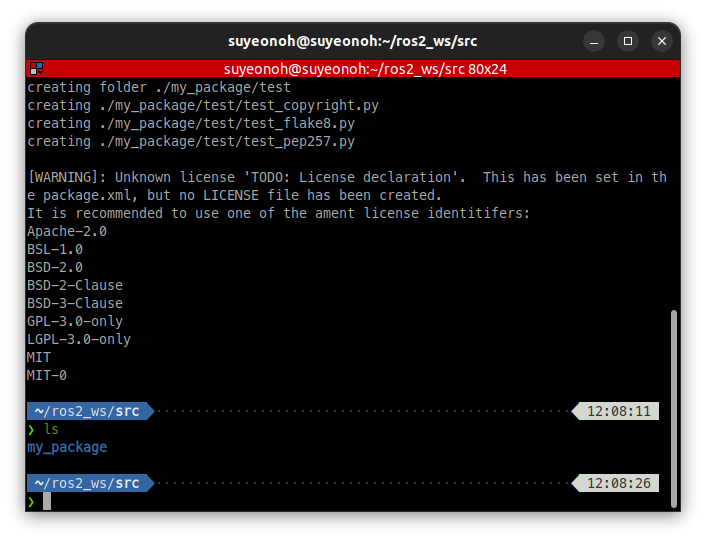 suyeonoh@suyeonoh:~/ros2_ws/src
suyeonoh@suyeonoh:~/ros2_ws/src 80x24
creating folder ./my_package/test
creating ./my_package/test/test_copyright.py
creating ./my_package/test/test_flake8.py
creating ./my_package/test/test_pep257.py
[WARNING]: Unknown license 'TODO: License declaration'.  This has been set in th
e package.xml, but no LICENSE file has been created.
It is recommended to use one of the ament license identitifers:
Apache-2.0
BSL-1.0
BSD-2.0
BSD-2-Clause
BSD-3-Clause
GPL-3.0-only
LGPL-3.0-only
MIT
MIT-0
~/ros2_ws/src 12:08:11
❯ ls
my_package
~/ros2_ws/src 12:08:26
❯